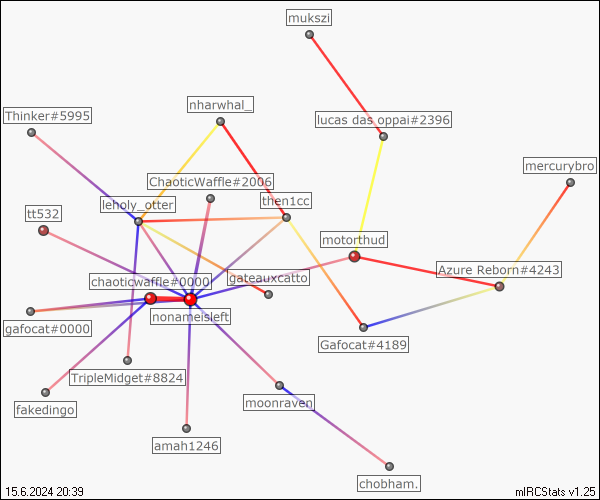 mukszi
nharwhal_
Thinker#5995
lucas das oppai#2396
mercurybro
ChaoticWaffle#2006
leholy_otter
then1cc
tt532
motorthud
Azure Reborn#4243
chaoticwaffle#0000
gateauxcatto
nonameisleft
gafocat#0000
Gafocat#4189
TripleMidget#8824
fakedingo
moonraven
amah1246
chobham.
15.6.2024 20:39
mIRCStats v1.25